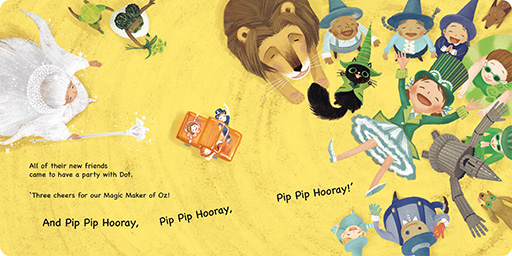 All of their new friends
came to have a party with Dot.
'Three cheers for our Magic Maker of Oz!
And Pip Pip Hooray, Pip Pip Hooray, Pip Pip Hooray!'